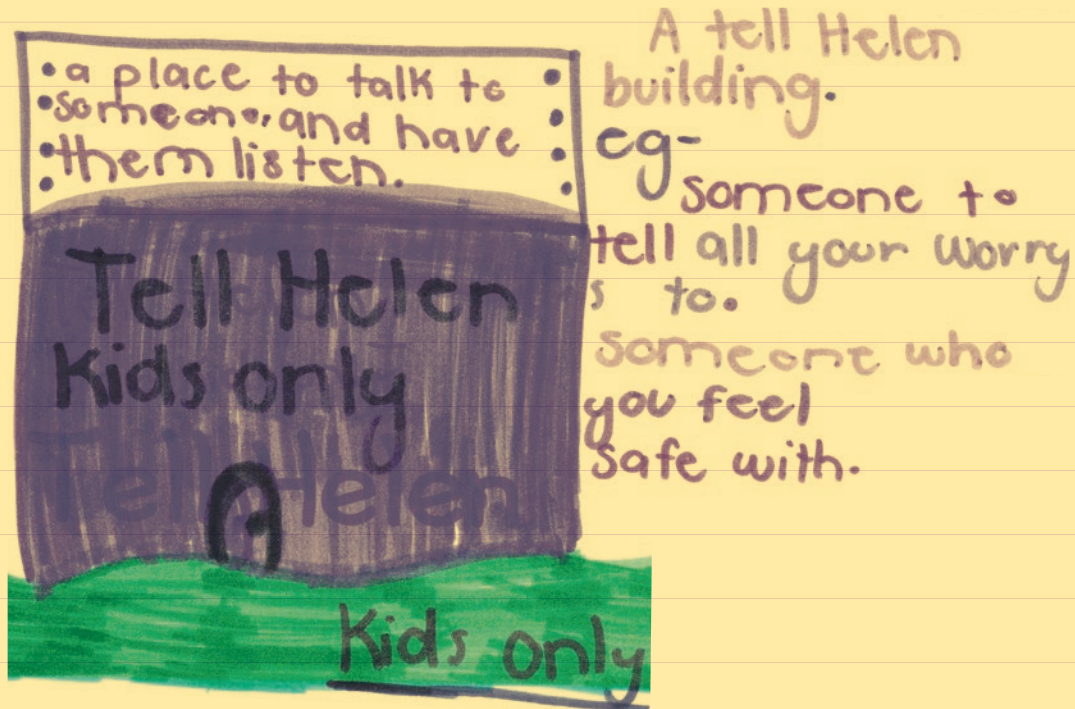 a place to talk to
someone, and have
them listen.
Tell Helen
Kids only
Tell Helen
Kids only
A tell Helen
building.
eg-
someone to
tell all your worry
s to.
someone who
you feel
safe with.